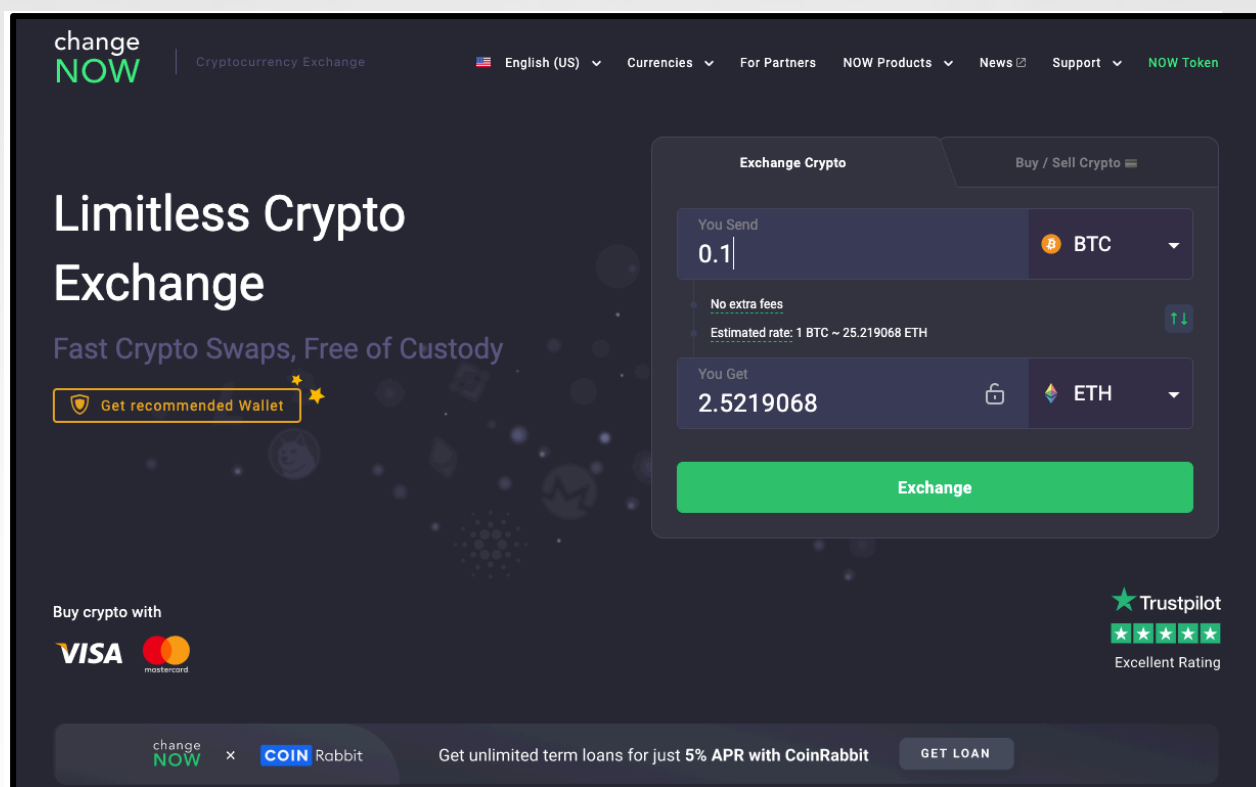 change
NOW
Cryptocurrency Exchange
English (US)
Currencies
For Partners
NOW Products
News
Support
NOW Token
Limitless Crypto
Exchange
Fast Crypto Swaps, Free of Custody
Get recommended Wallet
Exchange Crypto
Buy / Sell Crypto
You Send
0.1
BTC
No extra fees
Estimated rate: 1 BTC ~ 25.219068 ETH
You Get
2.5219068
ETH
Exchange
Buy crypto with
VISA
mastercard
Trustpilot
Excellent Rating
change
NOW
×
COIN Rabbit
Get unlimited term loans for just 5% APR with CoinRabbit
GET LOAN